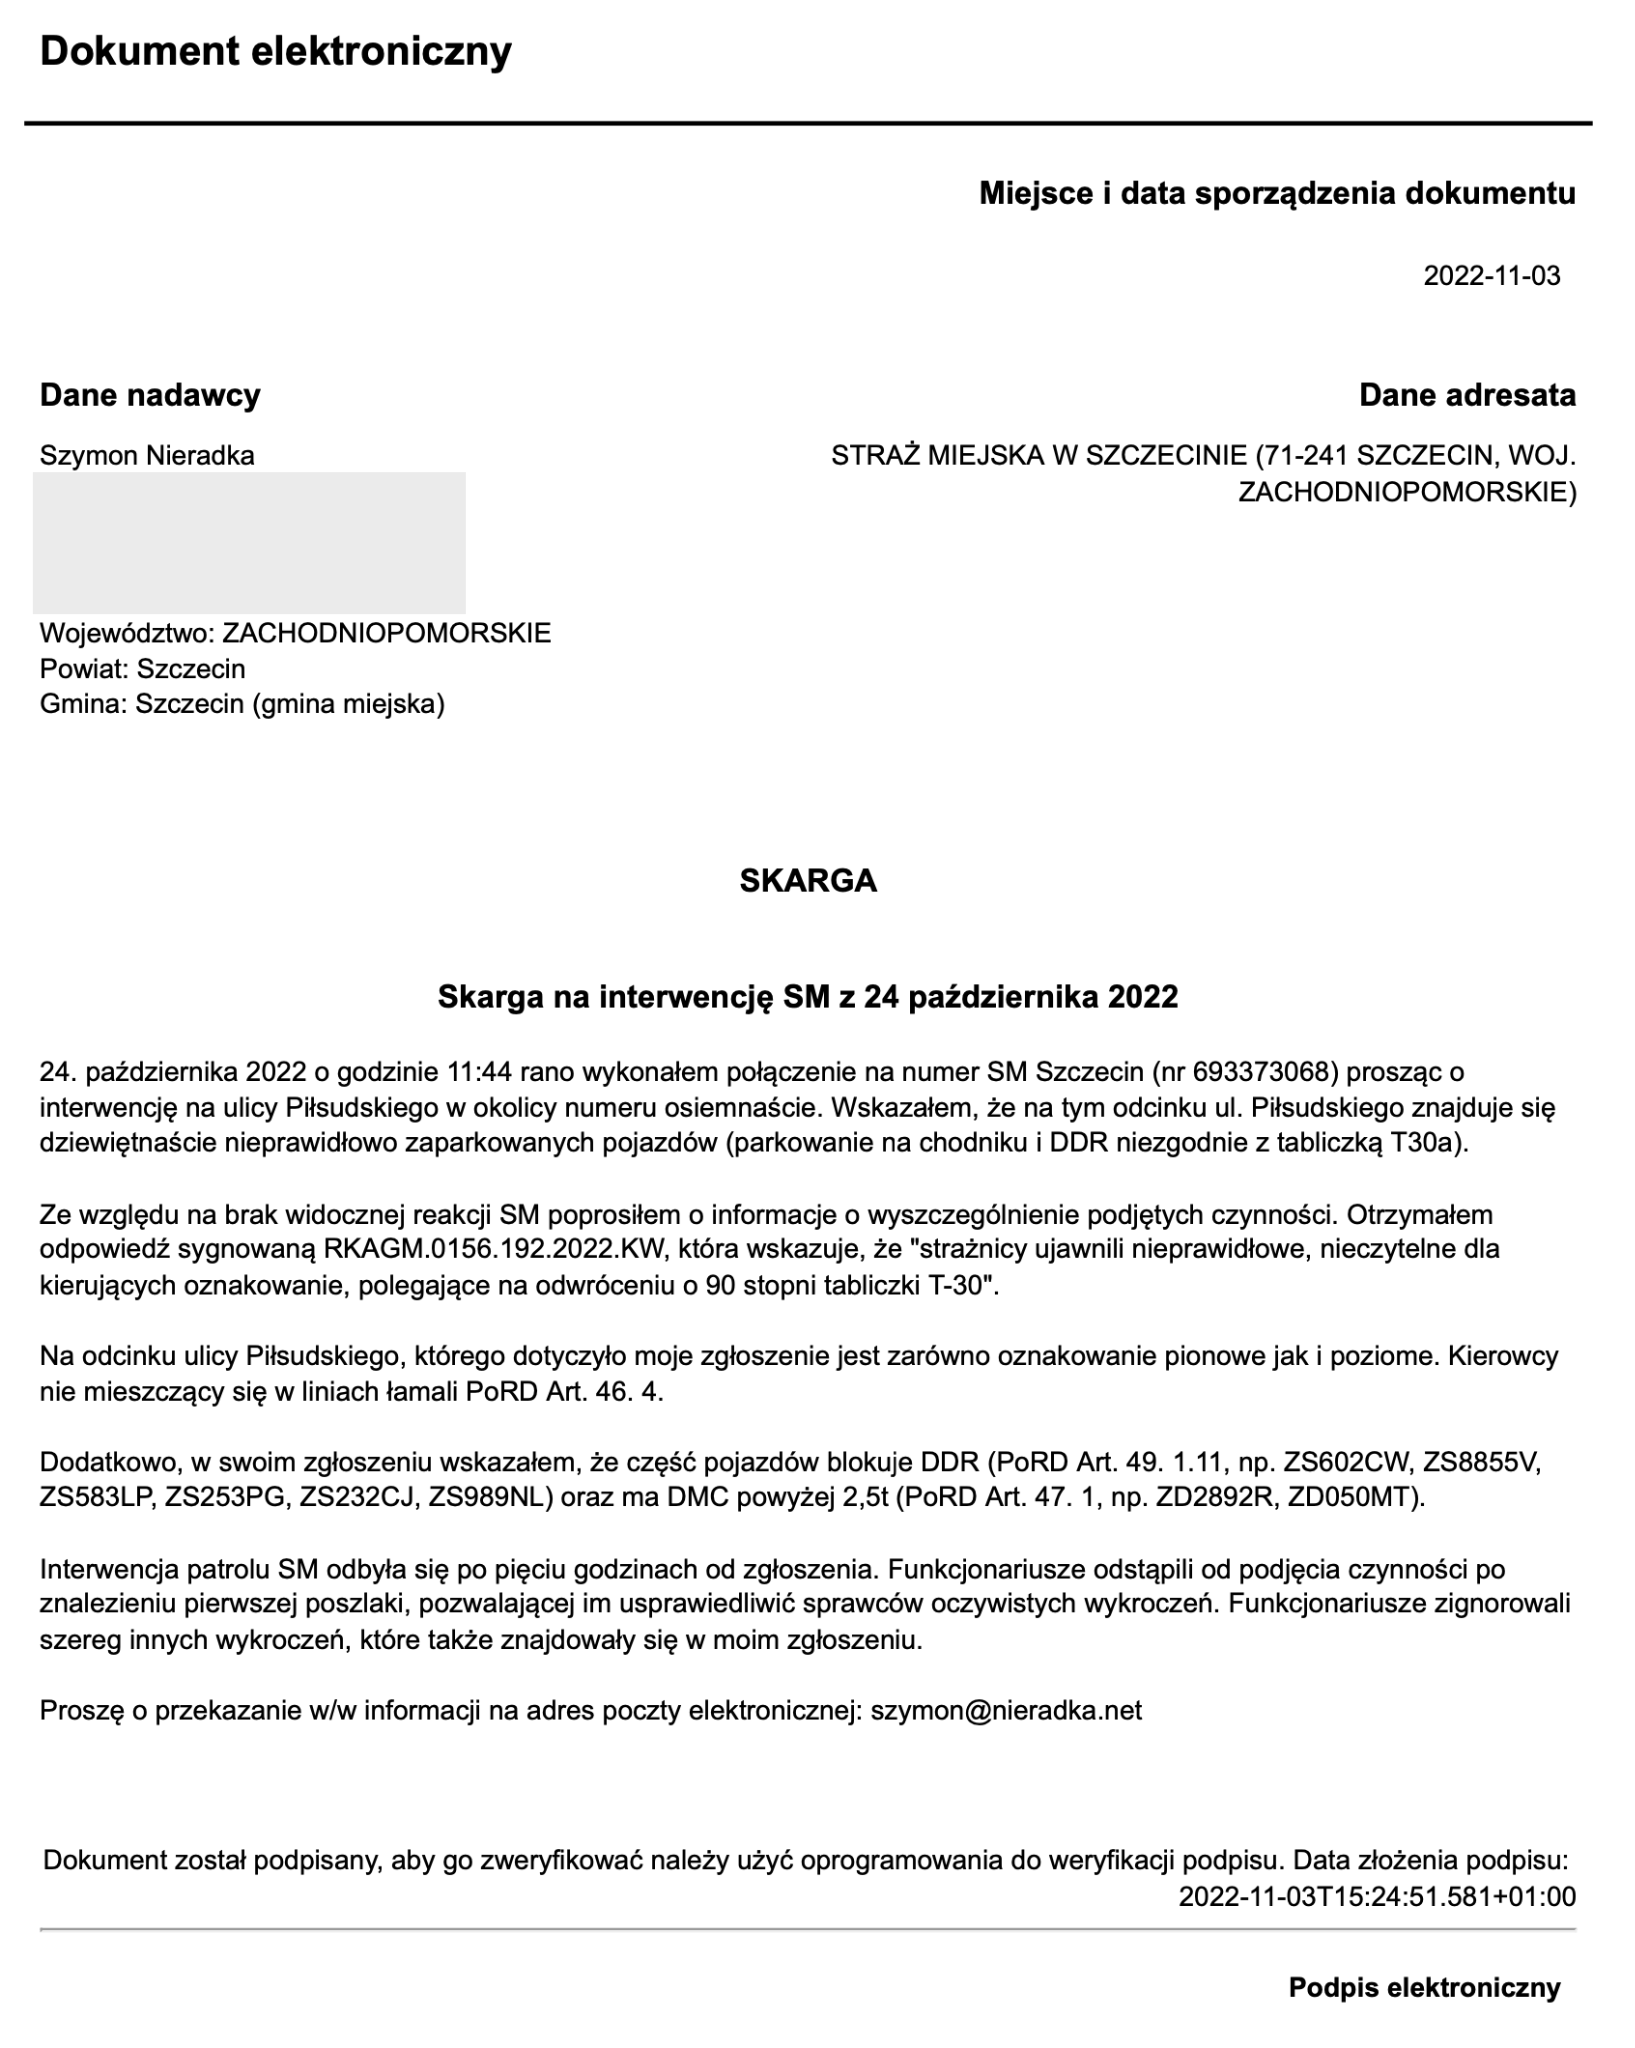 Dokument elektroniczny
Miejsce i data sporządzenia dokumentu
2022-11-03
Dane nadawcy
Szymon Nieradka
Województwo: ZACHODNIOPOMORSKIE
Powiat: Szczecin
Gmina: Szczecin (gmina miejska)
Dane adresata
STRAŻ MIEJSKA W SZCZECINIE (71-241 SZCZECIN, WOJ.
ZACHODNIOPOMORSKIE)
SKARGA
Skarga na interwencję SM z 24 października 2022
24. października 2022 o godzinie 11:44 rano wykonałem połączenie na numer SM Szczecin (nr 693373068) prosząc o
interwencję na ulicy Piłsudskiego w okolicy numeru osiemnaście. Wskazałem, że na tym odcinku ul. Piłsudskiego znajduje się
dziewiętnaście nieprawidłowo zaparkowanych pojazdów (parkowanie na chodniku i DDR niezgodnie z tabliczką T30a).
Ze względu na brak widocznej reakcji SM poprosiłem o informacje o wyszczególnienie podjętych czynności. Otrzymałem
odpowiedź sygnowaną RKAGM.0156.192.2022.KW, która wskazuje, że "strażnicy ujawnili nieprawidłowe, nieczytelne dla
kierujących oznakowanie, polegające na odwróceniu o 90 stopni tabliczki T-30".
Na odcinku ulicy Piłsudskiego, którego dotyczyło moje zgłoszenie jest zarówno oznakowanie pionowe jak i poziome. Kierowcy
nie mieszczący się w liniach łamali PoRD Art. 46. 4.
Dodatkowo, w swoim zgłoszeniu wskazałem, że część pojazdów blokuje DDR (PoRD Art. 49. 1.11, np. ZS602CW, ZS8855V,
ZS583LP, ZS253PG, ZS232CJ, ZS989NL) oraz ma DMC powyżej 2,5t (PoRD Art. 47. 1, np. ZD2892R, ZD050MT).
Interwencja patrolu SM odbyła się po pięciu godzinach od zgłoszenia. Funkcjonariusze odstąpili od podjęcia czynności po
znalezieniu pierwszej poszlaki, pozwalającej im usprawiedliwić sprawców oczywistych wykroczeń. Funkcjonariusze zignorowali
szereg innych wykroczeń, które także znajdowały się w moim zgłoszeniu.
Proszę o przekazanie w/w informacji na adres poczty elektronicznej: szymon@nieradka.net
Dokument został podpisany, aby go zweryfikować należy użyć oprogramowania do weryfikacji podpisu. Data złożenia podpisu:
2022-11-03T15:24:51.581+01:00
Podpis elektroniczny